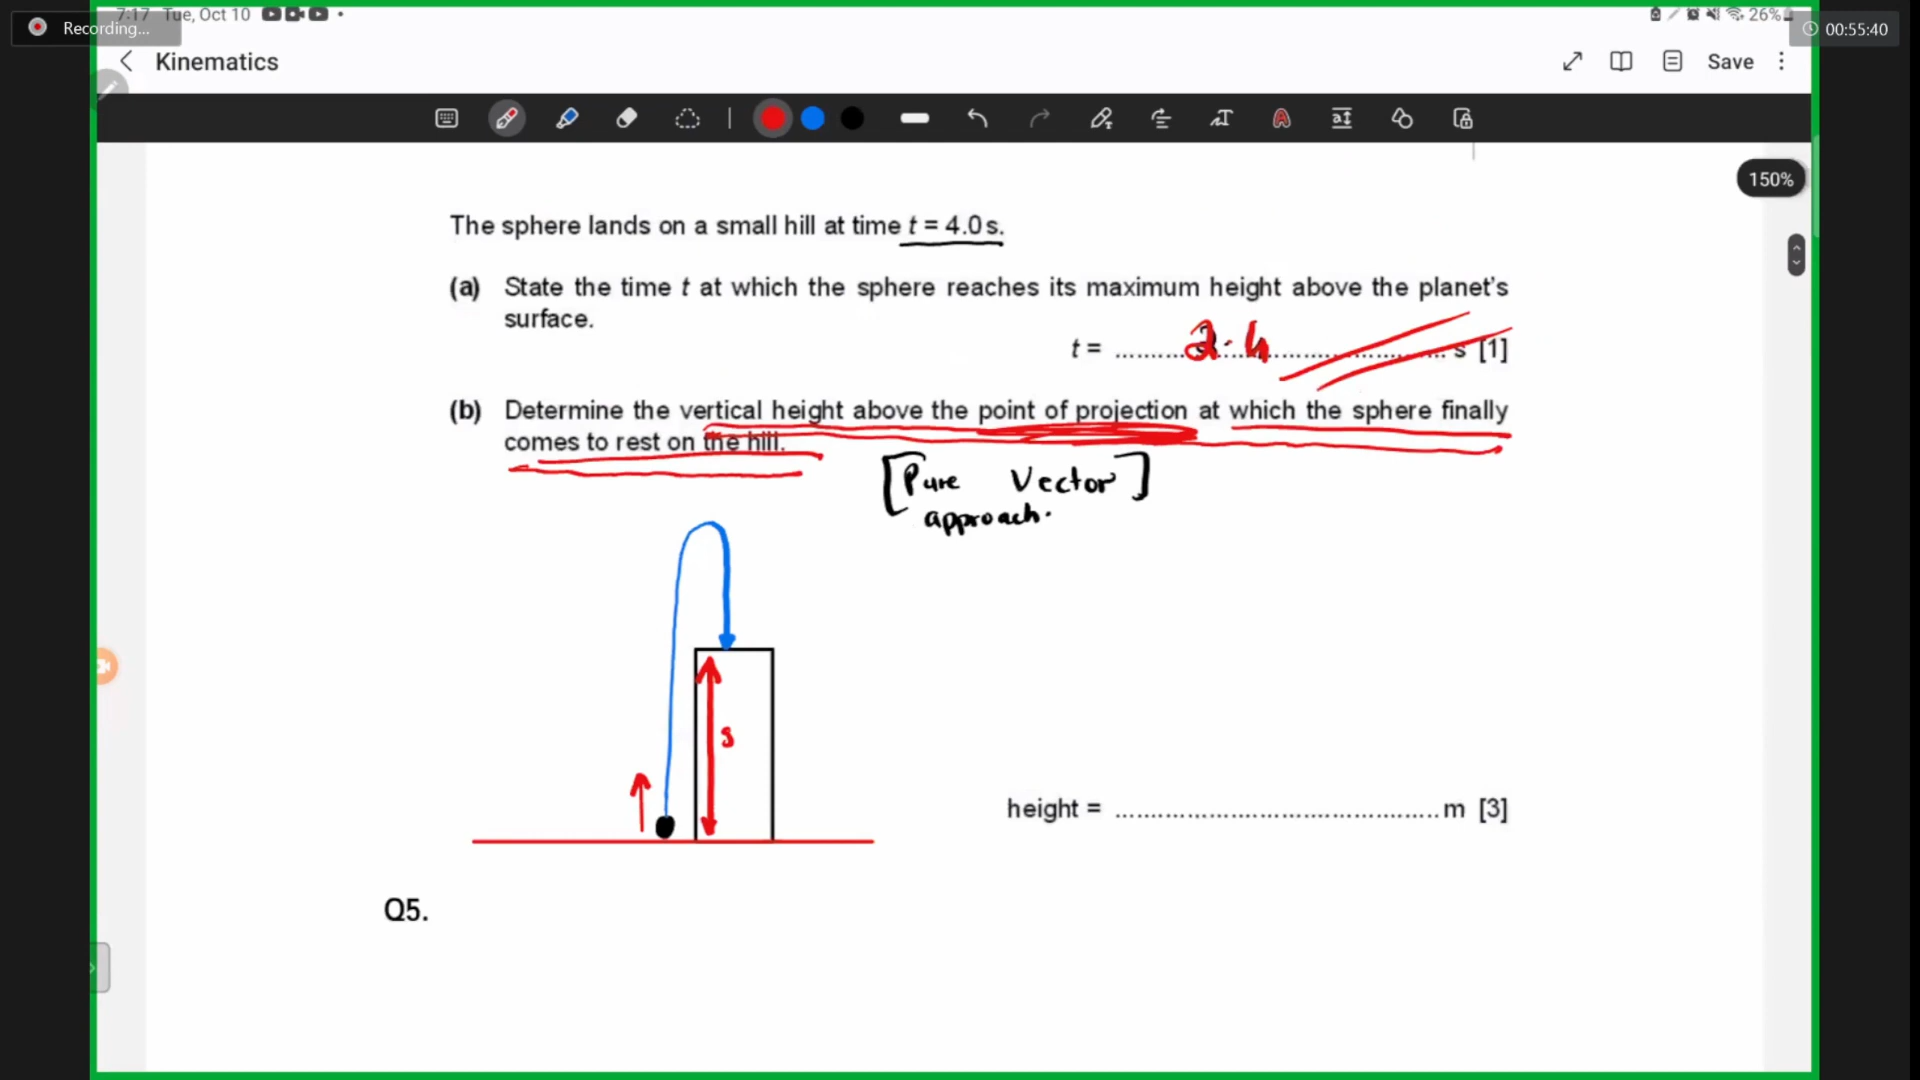 7:17 Tue, Oct 10
26%
Recording...
00:55:40
Kinematics
Save
150%
The sphere lands on a small hill at time t = 4.0 s.
(a) State the time t at which the sphere reaches its maximum height above the planet's
surface.
t = .......... 2.4 .......... s [1]
(b) Determine the vertical height above the point of projection at which the sphere finally
comes to rest on the hill.
[Pure Vector]
approach.
s
height = .......................................... m [3]
Q5.